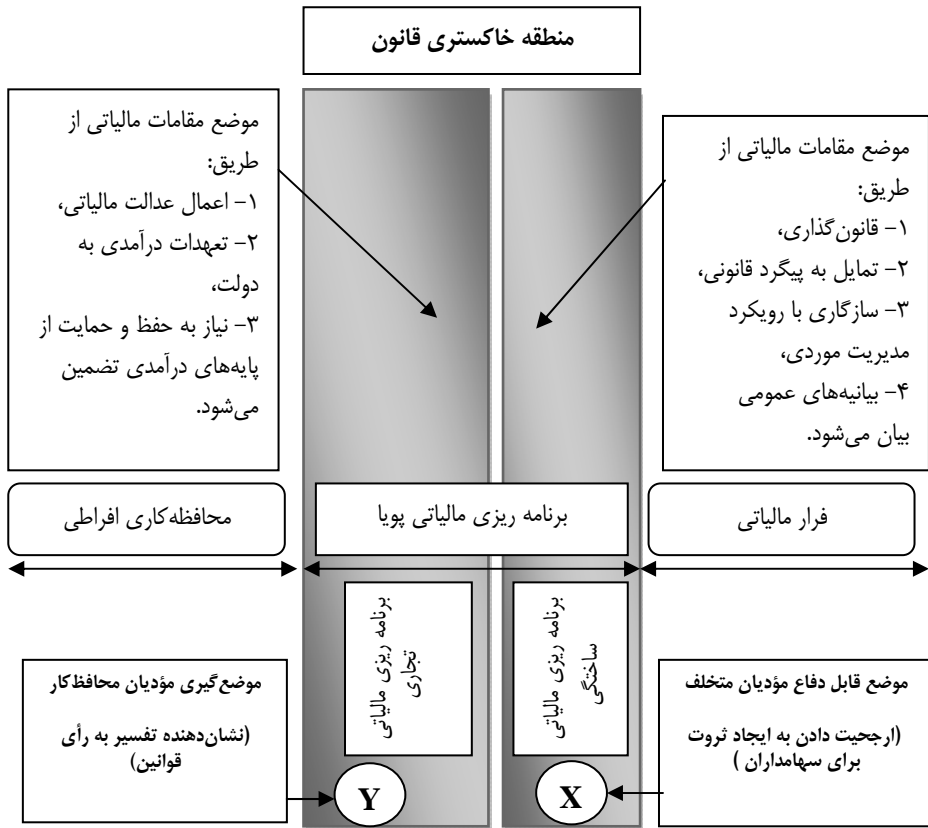 منطقه خاکستری قانون
موضع مقامات مالیاتی از
طریق:
۱- قانون‌گذاری،
۲- تمایل به پیگرد قانونی،
۳- سازگاری با رویکرد
مدیریت موردی،
۴- بیانیه‌های عمومی
بیان می‌شود.
موضع مقامات مالیاتی از
طریق:
۱- اعمال عدالت مالیاتی،
۲- تعهدات درآمدی به
دولت،
۳- نیاز به حفظ و حمایت از
پایه‌های درآمدی تضمین
می‌شود.
فرار مالیاتی
برنامه ریزی مالیاتی پویا
محافظه‌کاری افراطی
برنامه ریزی مالیاتی
ساختگی
برنامه ریزی مالیاتی
تجاری
موضع قابل دفاع مؤدیان متخلف
(ارجحیت دادن به ایجاد ثروت
برای سهامداران )
موضع‌گیری مؤدیان محافظ‌کار
(نشان‌دهنده تفسیر به رأی
قوانین)
X
Y